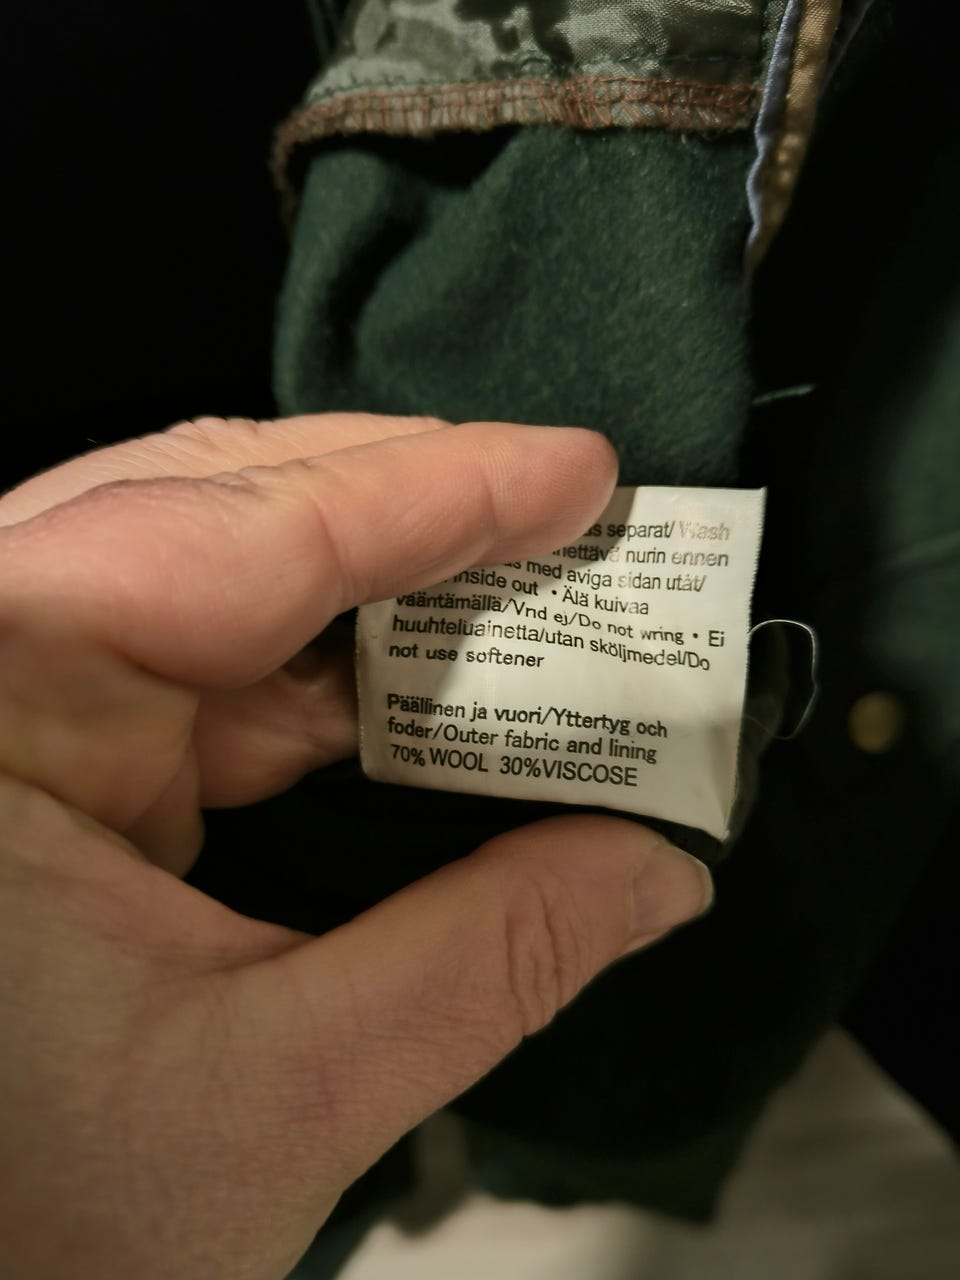 separat/ Wash
nurin ennen
med aviga sidan utåt/
inside out • Älä kuivaa
vääntämällä/Vrid ej/Do not wring • Ei
huuhteluainetta/utan sköljmedel/Do
not use softener
Päällinen ja vuori/Yttertyg och
foder/Outer fabric and lining
70% WOOL 30%VISCOSE